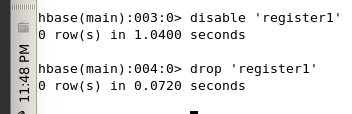 hbase(main):003:0> disable 'register1'
0 row(s) in 1.0400 seconds
hbase(main):004:0> drop 'register1'
0 row(s) in 0.0720 seconds
11:48 PM